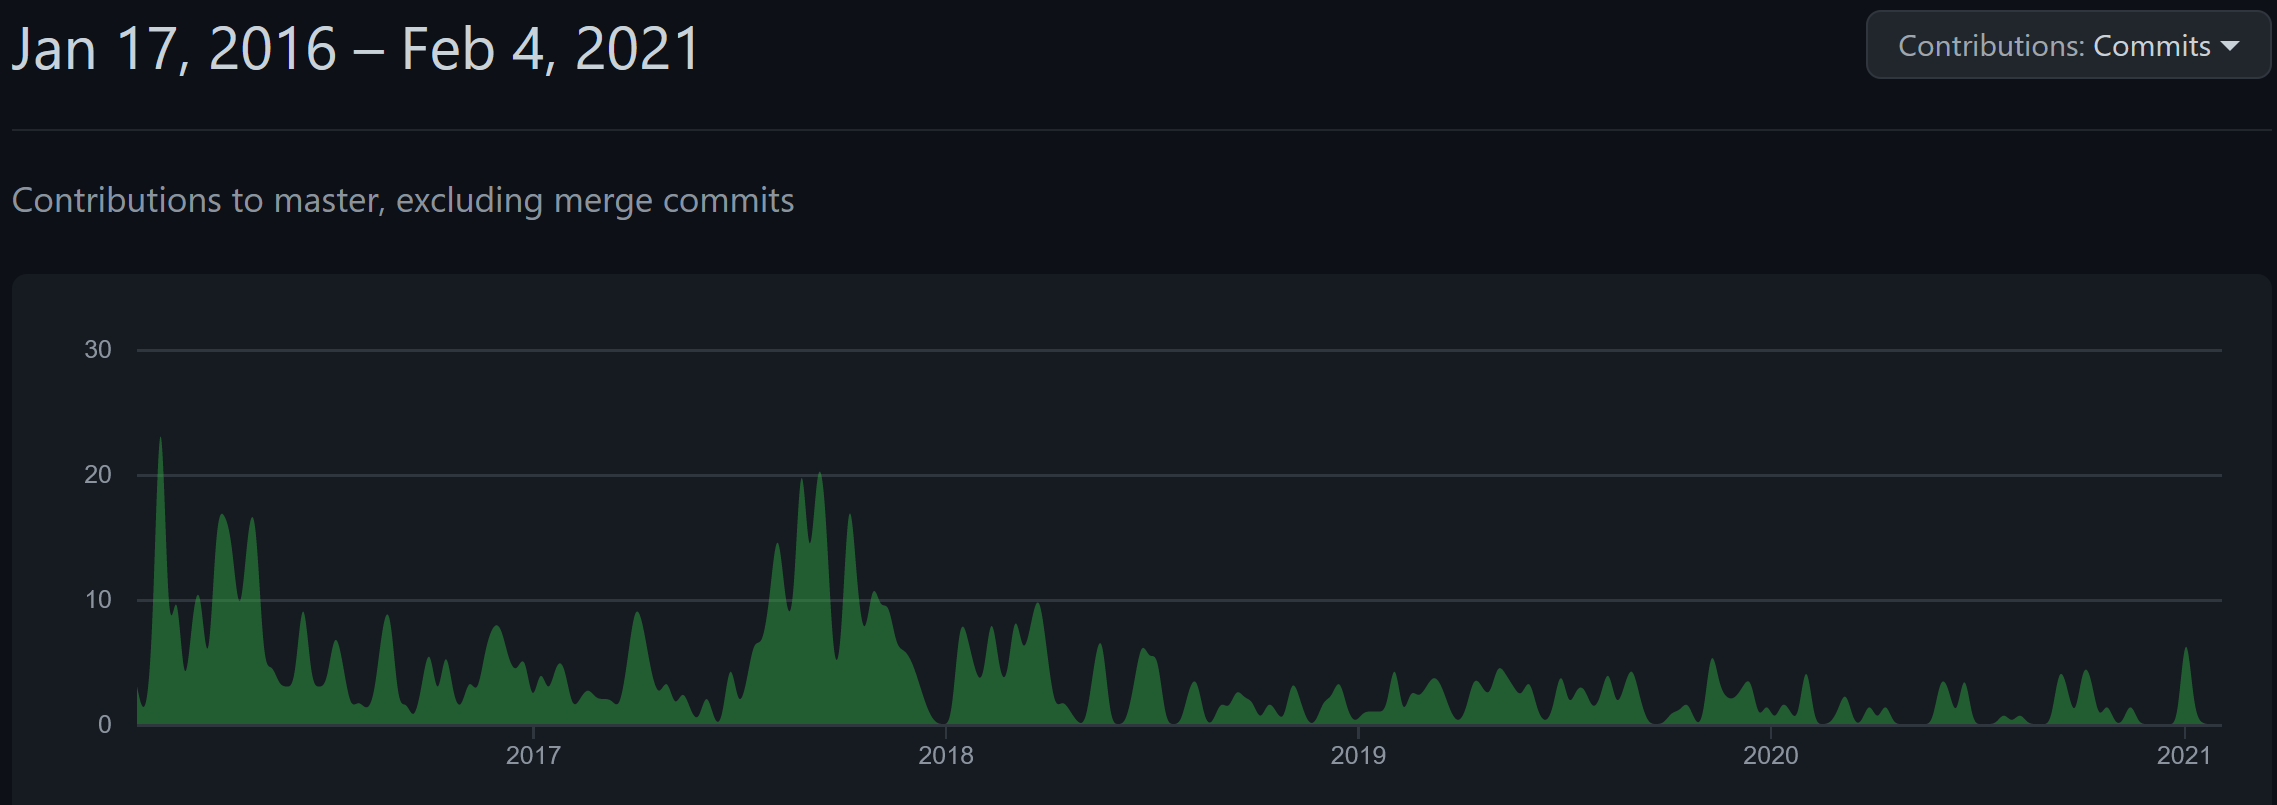 Jan 17, 2016 – Feb 4, 2021
Contributions: Commits
Contributions to master, excluding merge commits
30
20
10
0
2017 2018 2019 2020 2021